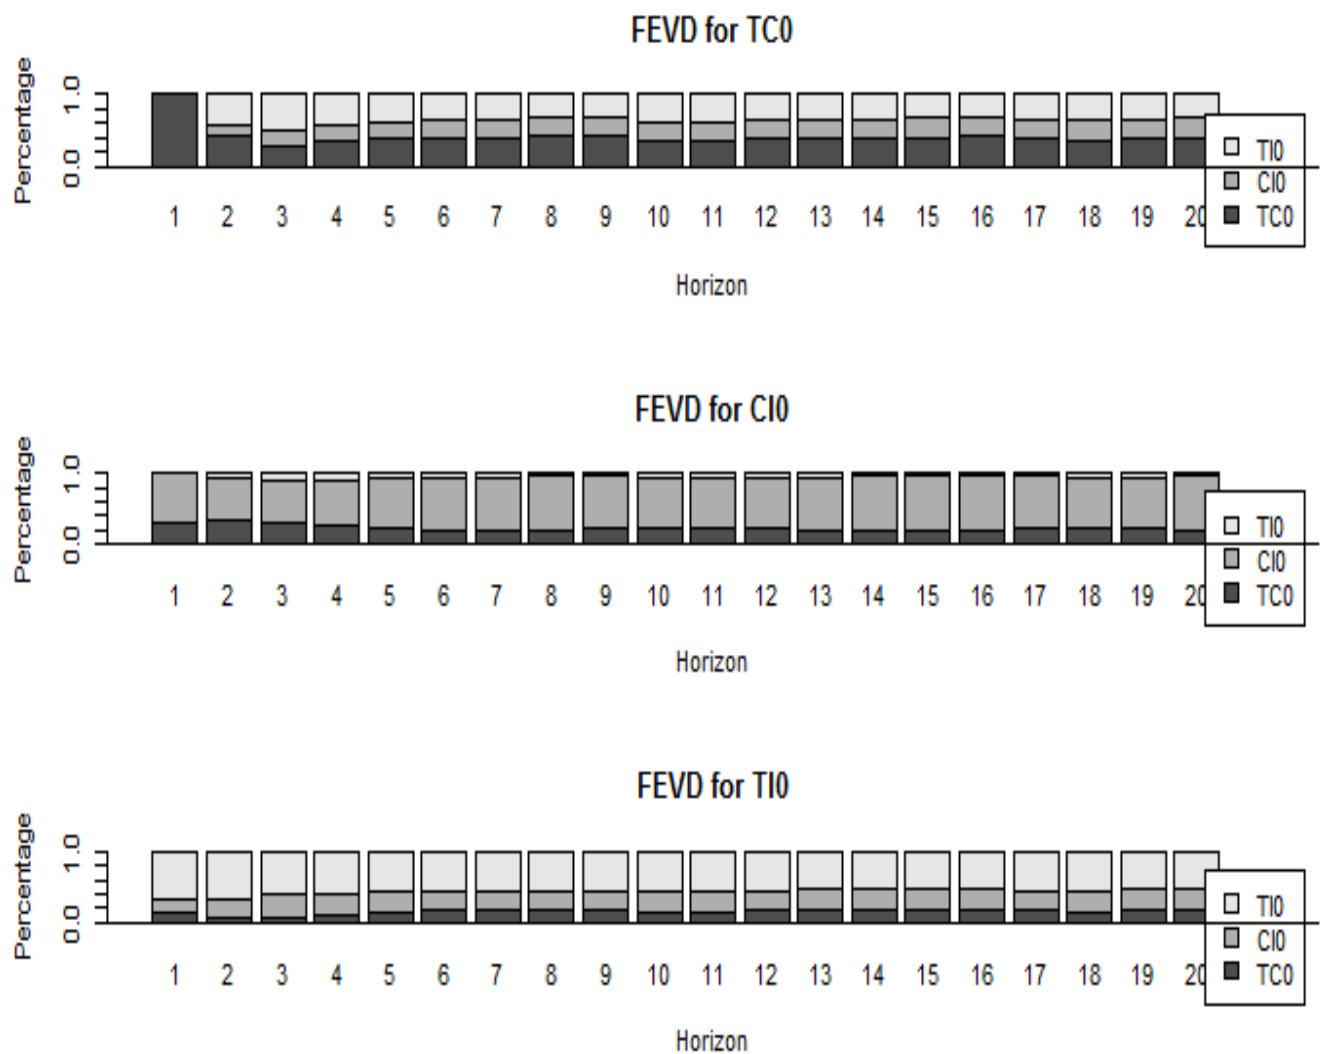 FEVD for TC0
Percentage
1.0
0.0
1 2 3 4 5 6 7 8 9 10 11 12 13 14 15 16 17 18 19 20
Horizon
TI0
CI0
TC0
FEVD for CI0
Percentage
1.0
0.0
1 2 3 4 5 6 7 8 9 10 11 12 13 14 15 16 17 18 19 20
Horizon
TI0
CI0
TC0
FEVD for TI0
Percentage
1.0
0.0
1 2 3 4 5 6 7 8 9 10 11 12 13 14 15 16 17 18 19 20
Horizon
TI0
CI0
TC0